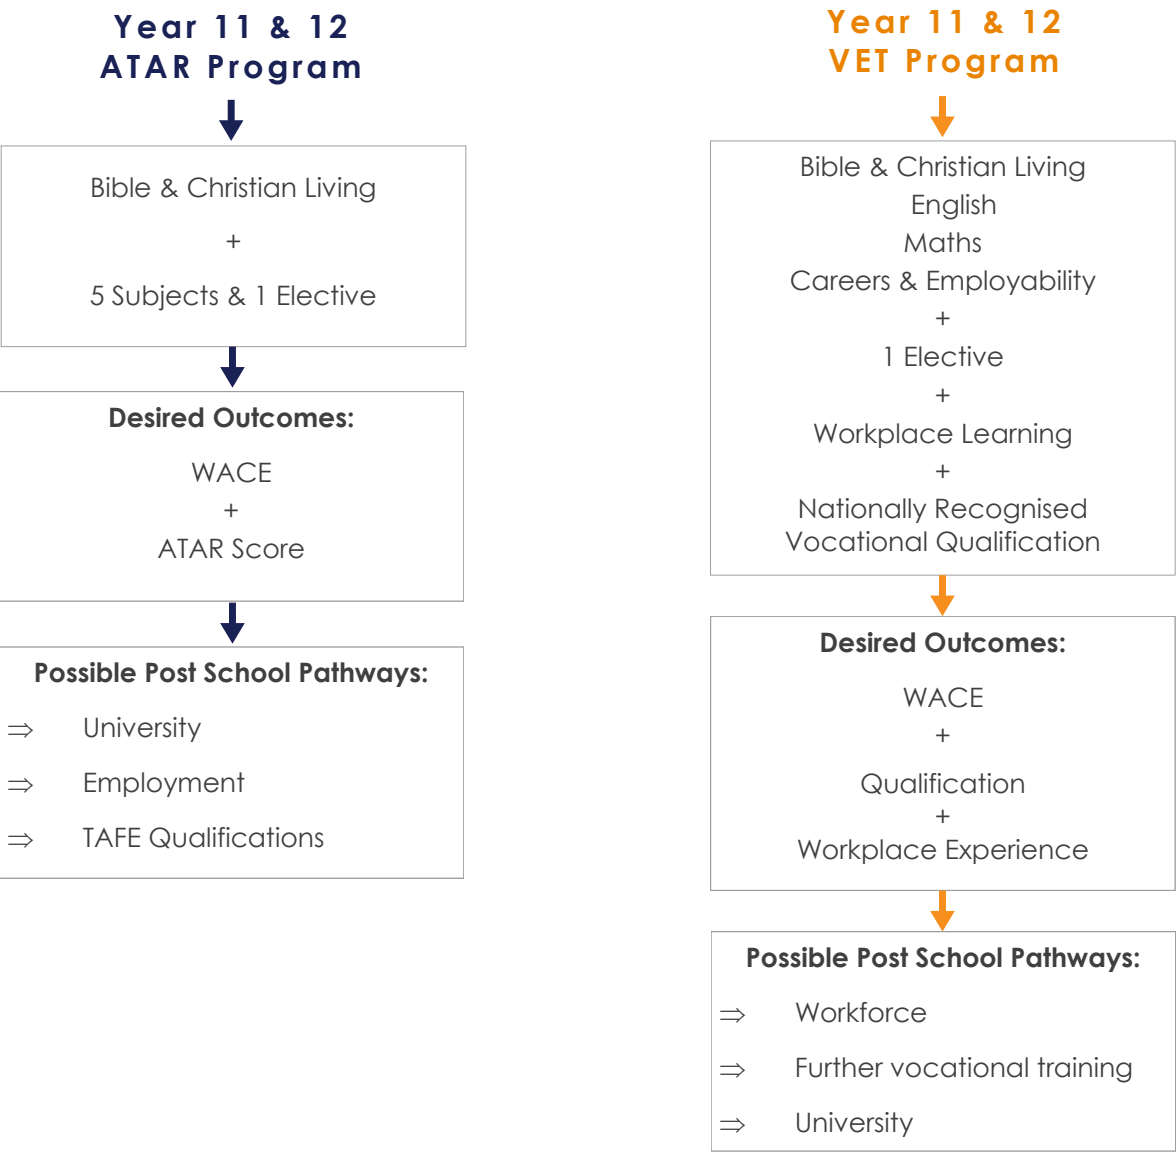 Year 11 & 12
ATAR Program
Bible & Christian Living
+
5 Subjects & 1 Elective
Desired Outcomes:
WACE
+
ATAR Score
Possible Post School Pathways:
⇒ University
⇒ Employment
⇒ TAFE Qualifications
Year 11 & 12
VET Program
Bible & Christian Living
English
Maths
Careers & Employability
+
1 Elective
+
Workplace Learning
+
Nationally Recognised
Vocational Qualification
Desired Outcomes:
WACE
+
Qualification
+
Workplace Experience
Possible Post School Pathways:
⇒ Workforce
⇒ Further vocational training
⇒ University